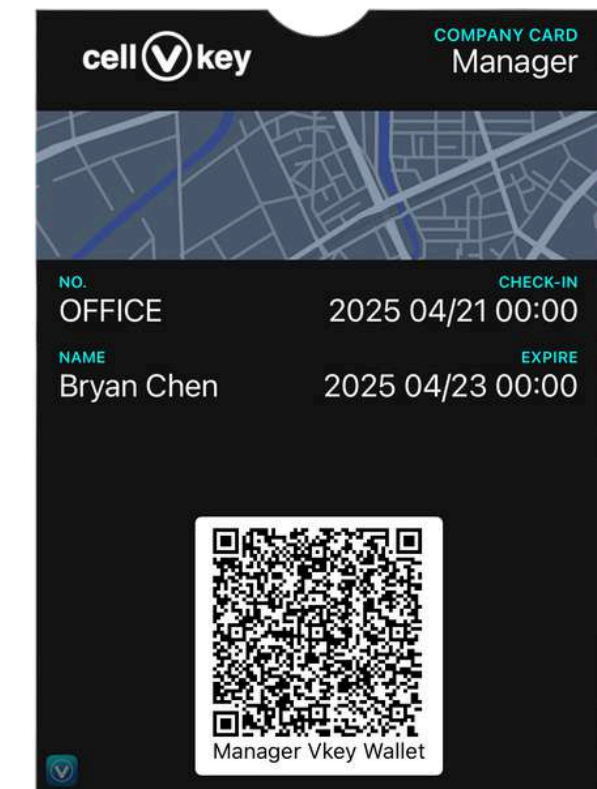 cell V key
COMPANY CARD
Manager
NO.
OFFICE
CHECK-IN
2025 04/21 00:00
NAME
Bryan Chen
EXPIRE
2025 04/23 00:00
Manager Vkey Wallet
V